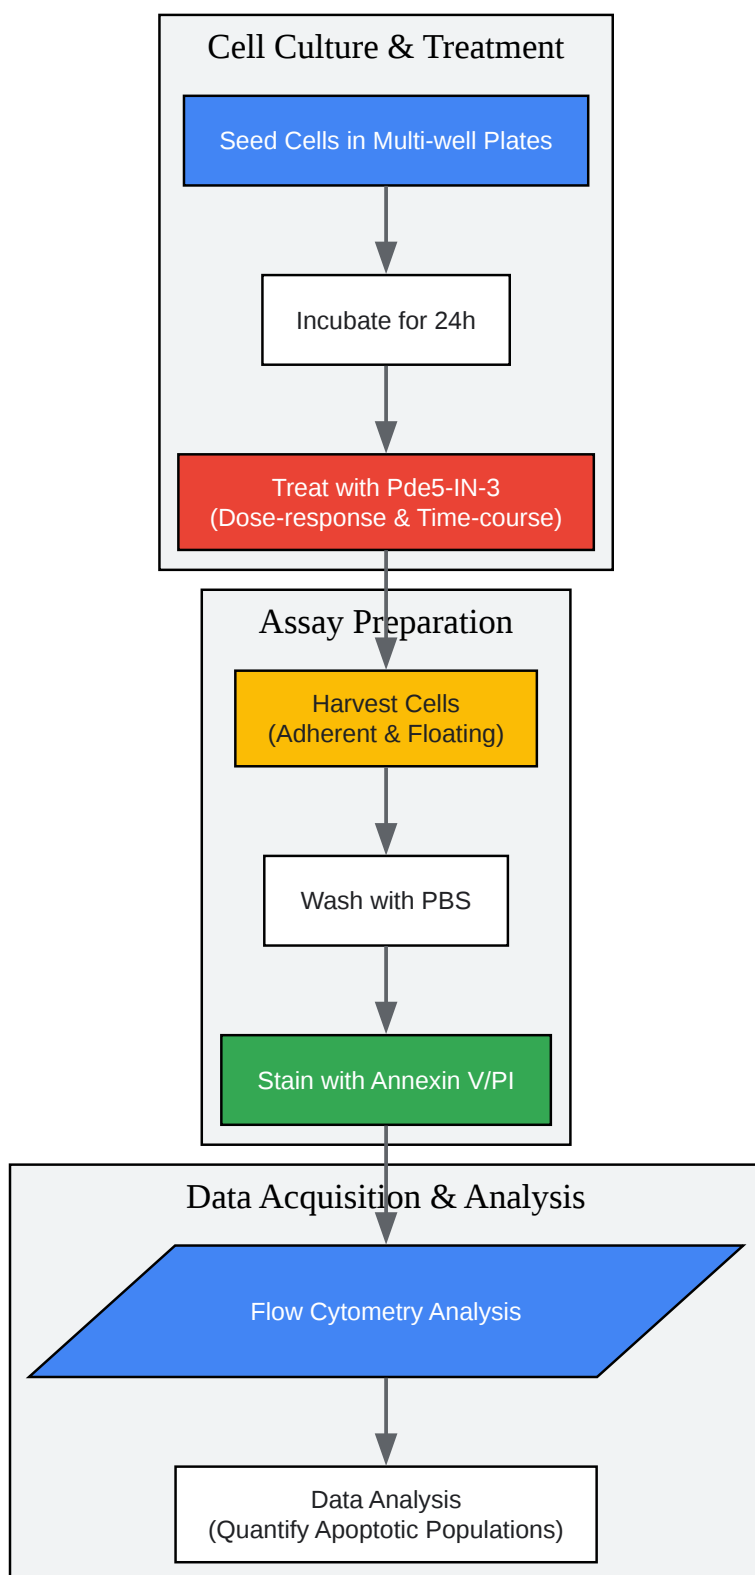 Cell Culture & Treatment
Seed Cells in Multi-well Plates
Incubate for 24h
Treat with Pde5-IN-3
(Dose-response & Time-course)
Assay Preparation
Harvest Cells
(Adherent & Floating)
Wash with PBS
Stain with Annexin V/PI
Data Acquisition & Analysis
Flow Cytometry Analysis
Data Analysis
(Quantify Apoptotic Populations)